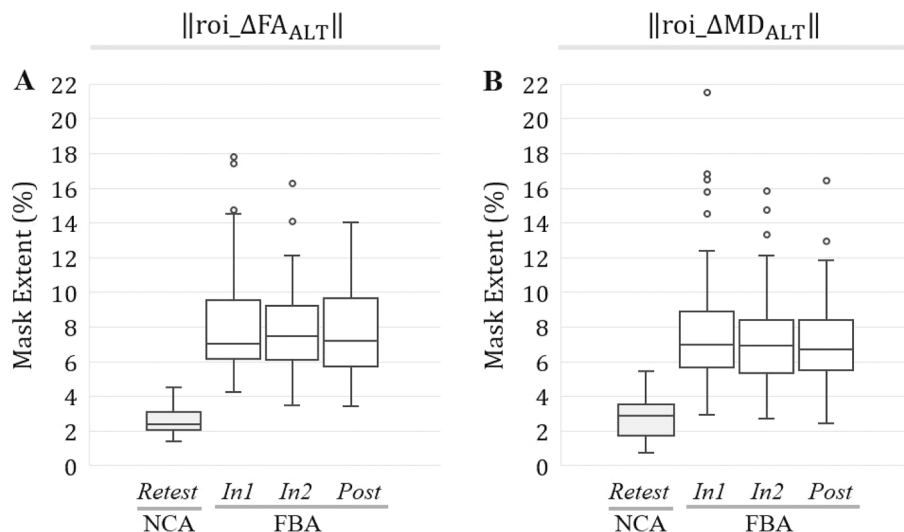 ||roi_ΔFA_ALT||
A
Mask Extent (%)
22
20
18
16
14
12
10
8
6
4
2
0
Retest In1 In2 Post
NCA FBA
||roi_ΔMD_ALT||
B
Mask Extent (%)
22
20
18
16
14
12
10
8
6
4
2
0
Retest In1 In2 Post
NCA FBA